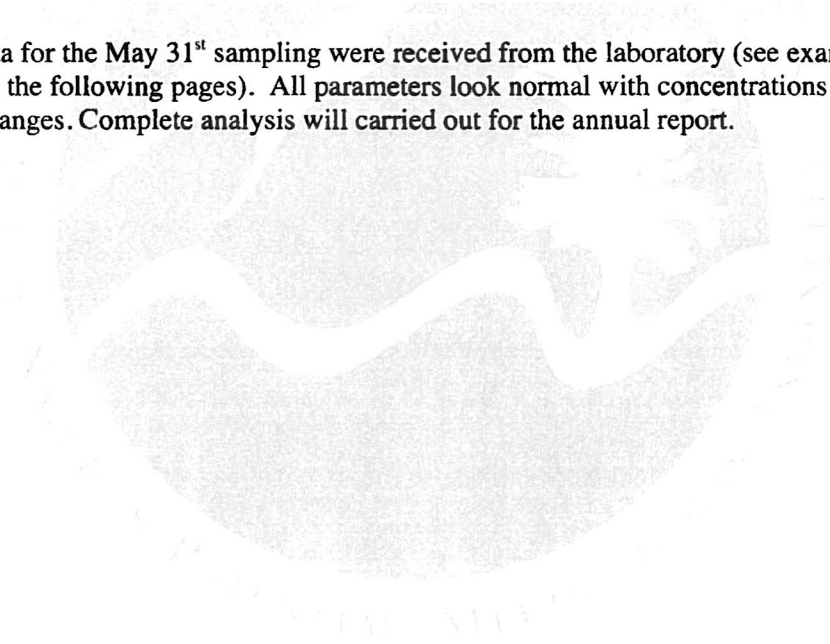 a for the May 31st sampling were received from the laboratory (see exa
the following pages). All parameters look normal with concentrations
anges. Complete analysis will carried out for the annual report.